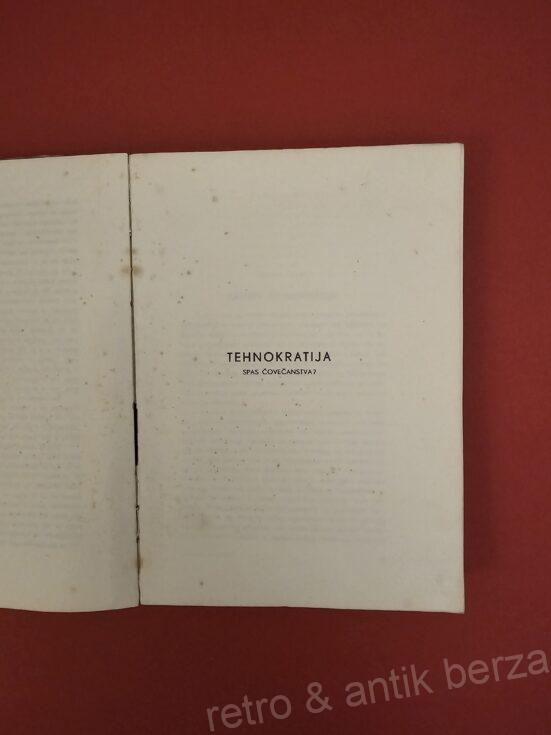 TEHNOKRATIJA
SPAS ČOVEČANSTVA?
retro & antik berza